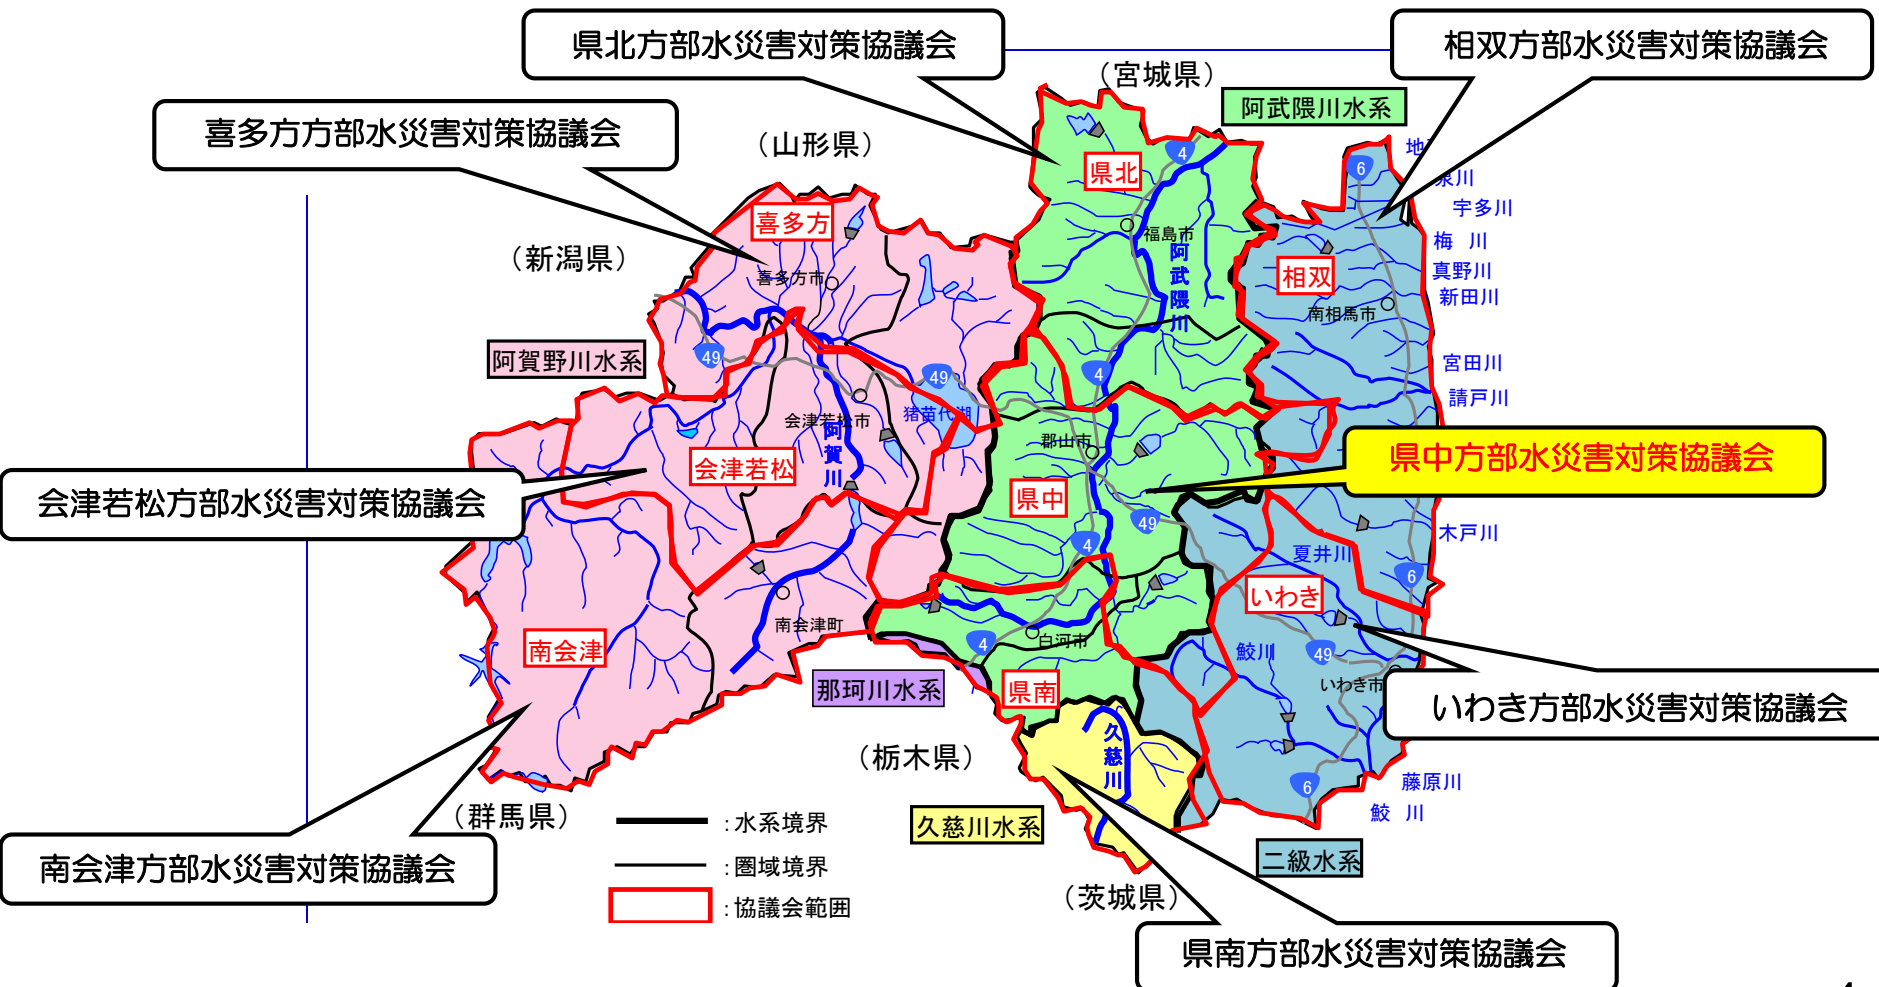 県北方部水災害対策協議会
相双方部水災害対策協議会
（宮城県）
阿武隈川水系
喜多方方部水災害対策協議会
（山形県）
地
泉川
宇多川
梅 川
真野川
新田川
宮田川
請戸川
木戸川
県北
4
6
福島市
阿武隈川
喜多方
（新潟県）
喜多方市
相双
南相馬市
阿賀野川水系
49
49
4
猪苗代湖
会津若松市
阿賀川
郡山市
県中方部水災害対策協議会
会津若松
会津若松方部水災害対策協議会
県中
49
4
夏井川
6
いわき
南会津町
南会津
白河市
4
鮫川
49
いわき市
那珂川水系
県南
いわき方部水災害対策協議会
久慈川
（栃木県）
6
藤原川
鮫 川
（群馬県）
久慈川水系
：水系境界
：圏域境界
：協議会範囲
二級水系
南会津方部水災害対策協議会
（茨城県）
県南方部水災害対策協議会